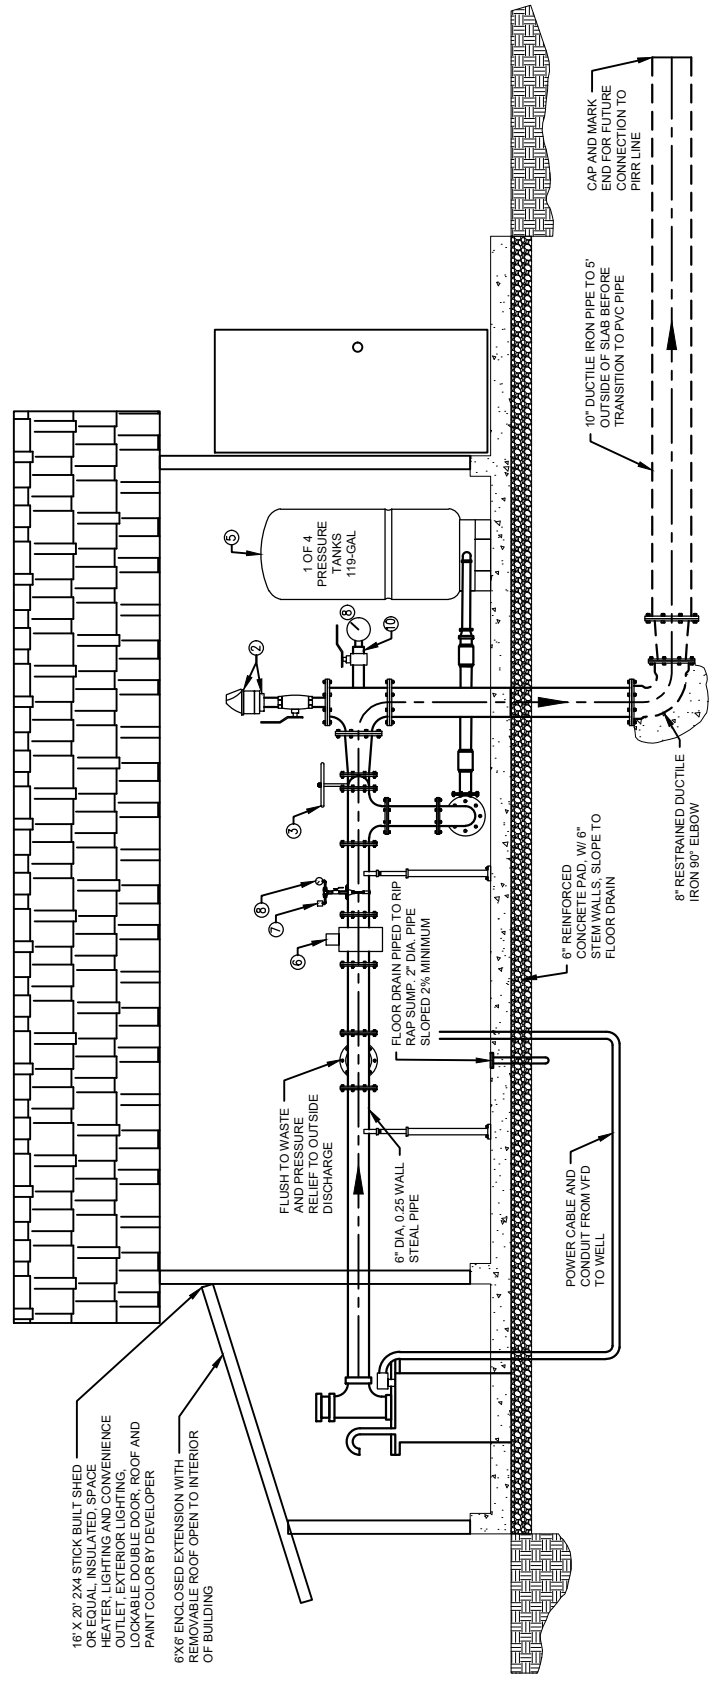 16' X 20' 2X4 STICK BUILT SHED
OR EQUAL, INSULATED, SPACE
HEATER, LIGHTING AND CONVENIENCE
OUTLET, EXTERIOR LIGHTING,
LOCKABLE DOUBLE DOOR, ROOF AND
PAINT COLOR BY DEVELOPER
6'X6' ENCLOSED EXTENSION WITH
REMOVABLE ROOF OPEN TO INTERIOR
OF BUILDING
FLUSH TO WASTE
AND PRESSURE
RELIEF TO OUTSIDE
DISCHARGE
6" DIA, 0.25 WALL
STEAL PIPE
6
7
8
3
2
8
10
5
1 OF 4
PRESSURE
TANKS
119-GAL
FLOOR DRAIN PIPED TO RIP
RAP SUMP. 2" DIA. PIPE
SLOPED 2% MINIMUM
POWER CABLE AND
CONDUIT FROM VFD
TO WELL
6" REINFORCED
CONCRETE PAD, W/ 6"
STEM WALLS, SLOPE TO
FLOOR DRAIN
8" RESTRAINED DUCTILE
IRON 90° ELBOW
10" DUCTILE IRON PIPE TO 5'
OUTSIDE OF SLAB BEFORE
TRANSITION TO PVC PIPE
CAP AND MARK
END FOR FUTURE
CONNECTION TO
PIRR LINE